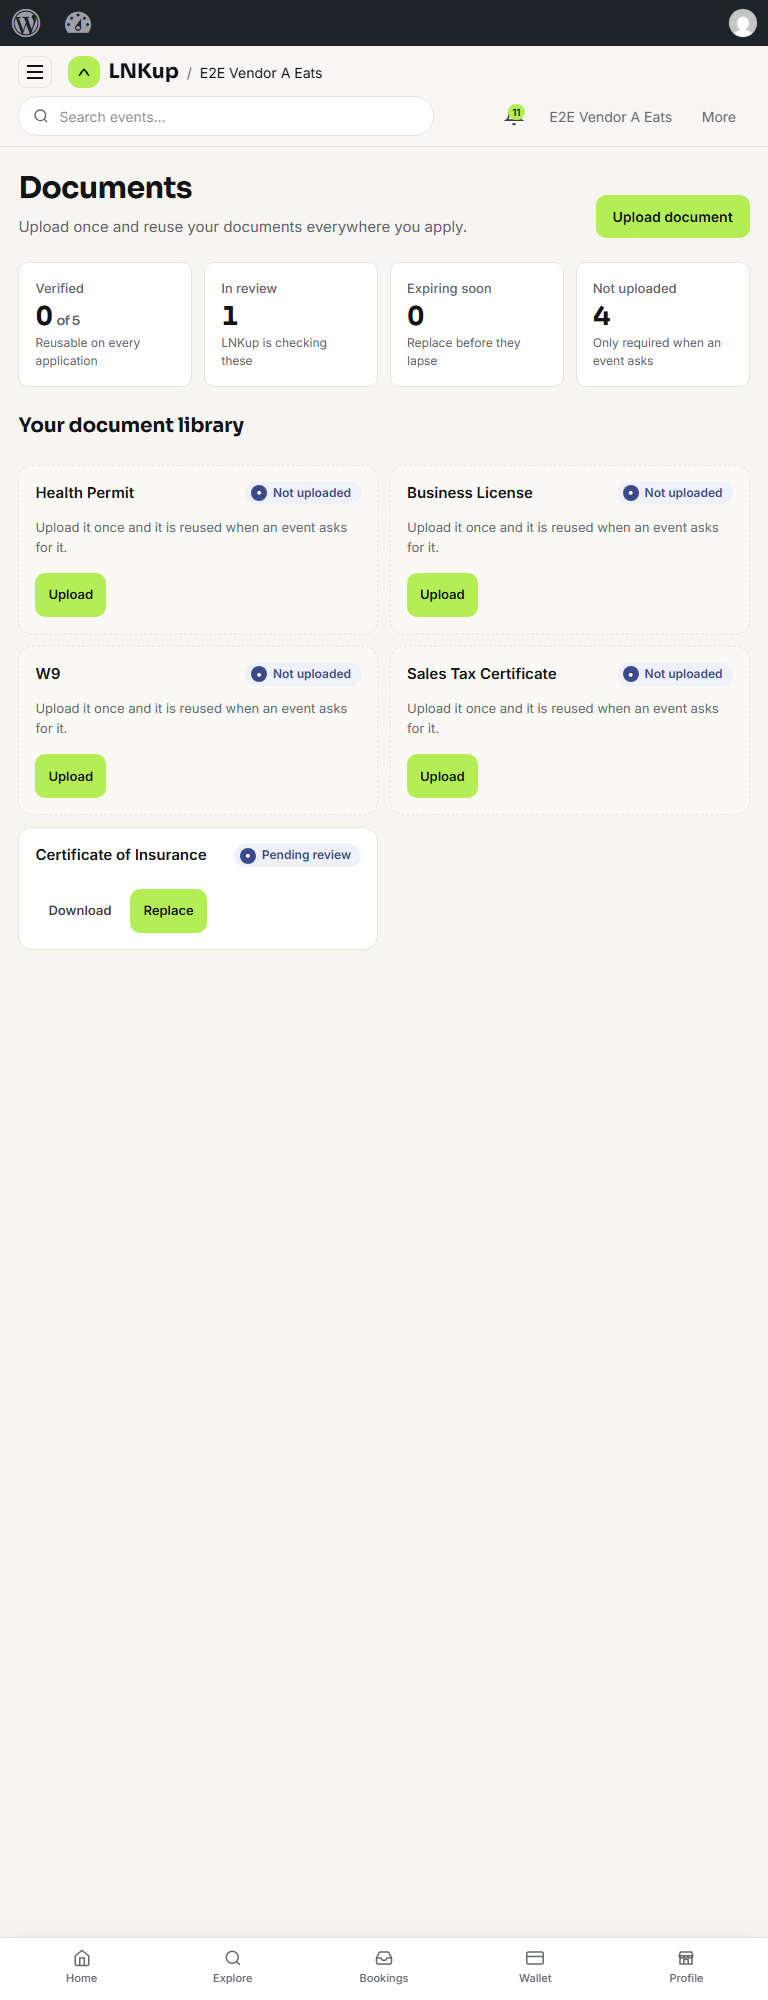 LNKup / E2E Vendor A Eats
Search events...
11
E2E Vendor A Eats
More
Documents
Upload once and reuse your documents everywhere you apply.
Upload document
Verified
0 of 5
Reusable on every
application
In review
1
LNKup is checking
these
Expiring soon
0
Replace before they
lapse
Not uploaded
4
Only required when an
event asks
Your document library
Health Permit
Not uploaded
Upload it once and it is reused when an event asks
for it.
Upload
Business License
Not uploaded
Upload it once and it is reused when an event asks
for it.
Upload
W9
Not uploaded
Upload it once and it is reused when an event asks
for it.
Upload
Sales Tax Certificate
Not uploaded
Upload it once and it is reused when an event asks
for it.
Upload
Certificate of Insurance
Pending review
Download
Replace
Home
Explore
Bookings
Wallet
Profile